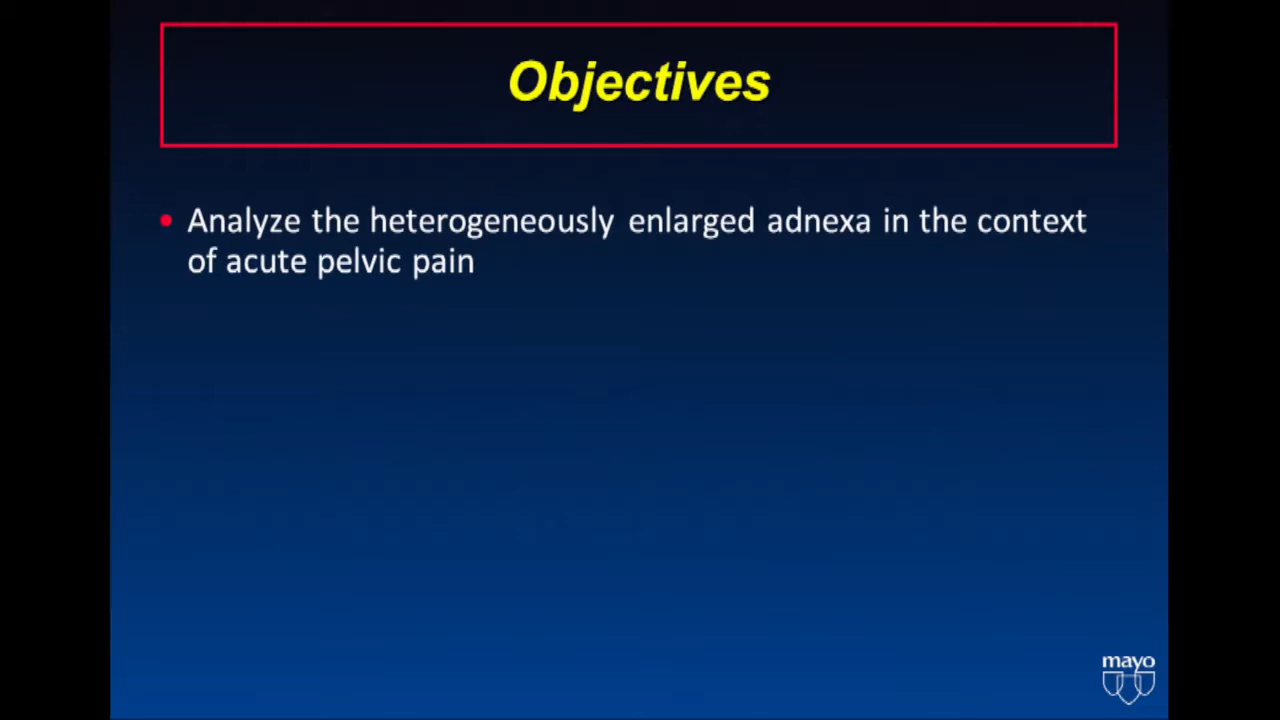 Objectives
• Analyze the heterogeneously enlarged adnexa in the context
of acute pelvic pain
mayo